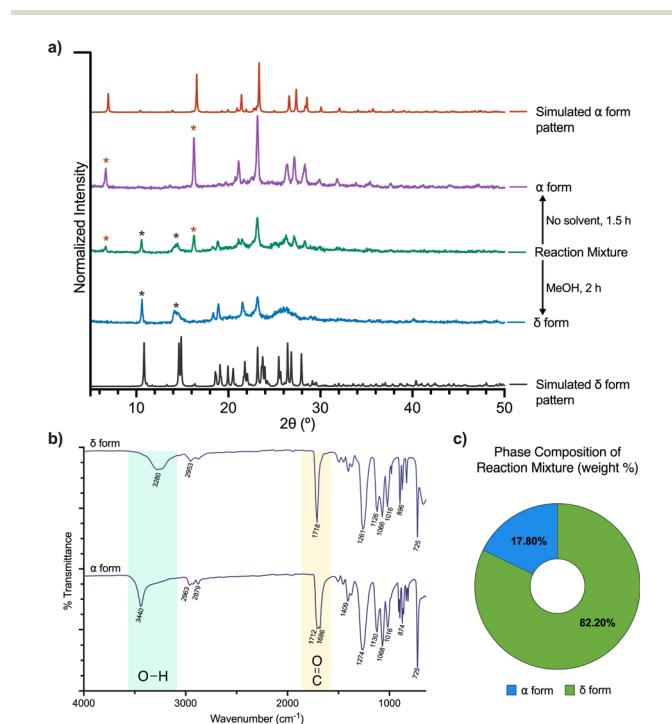 a)
Normalized Intensity
*
*
*
*
*
*
*
*
Simulated α form
pattern
α form
No solvent, 1.5 h
Reaction Mixture
MeOH, 2 h
δ form
Simulated δ form
pattern
10
20
30
40
50
2θ (º)
b)
δ form
3280
2953
1718
1261
1126
1066
1016
896
725
α form
% Transmittance
3440
2963
2879
1712
1686
1409
1274
1130
1068
1016
874
725
O–H
O
C
4000
3000
2000
1000
Wavenumber (cm-1)
c)
Phase Composition of
Reaction Mixture (weight %)
17.80%
82.20%
α form
δ form